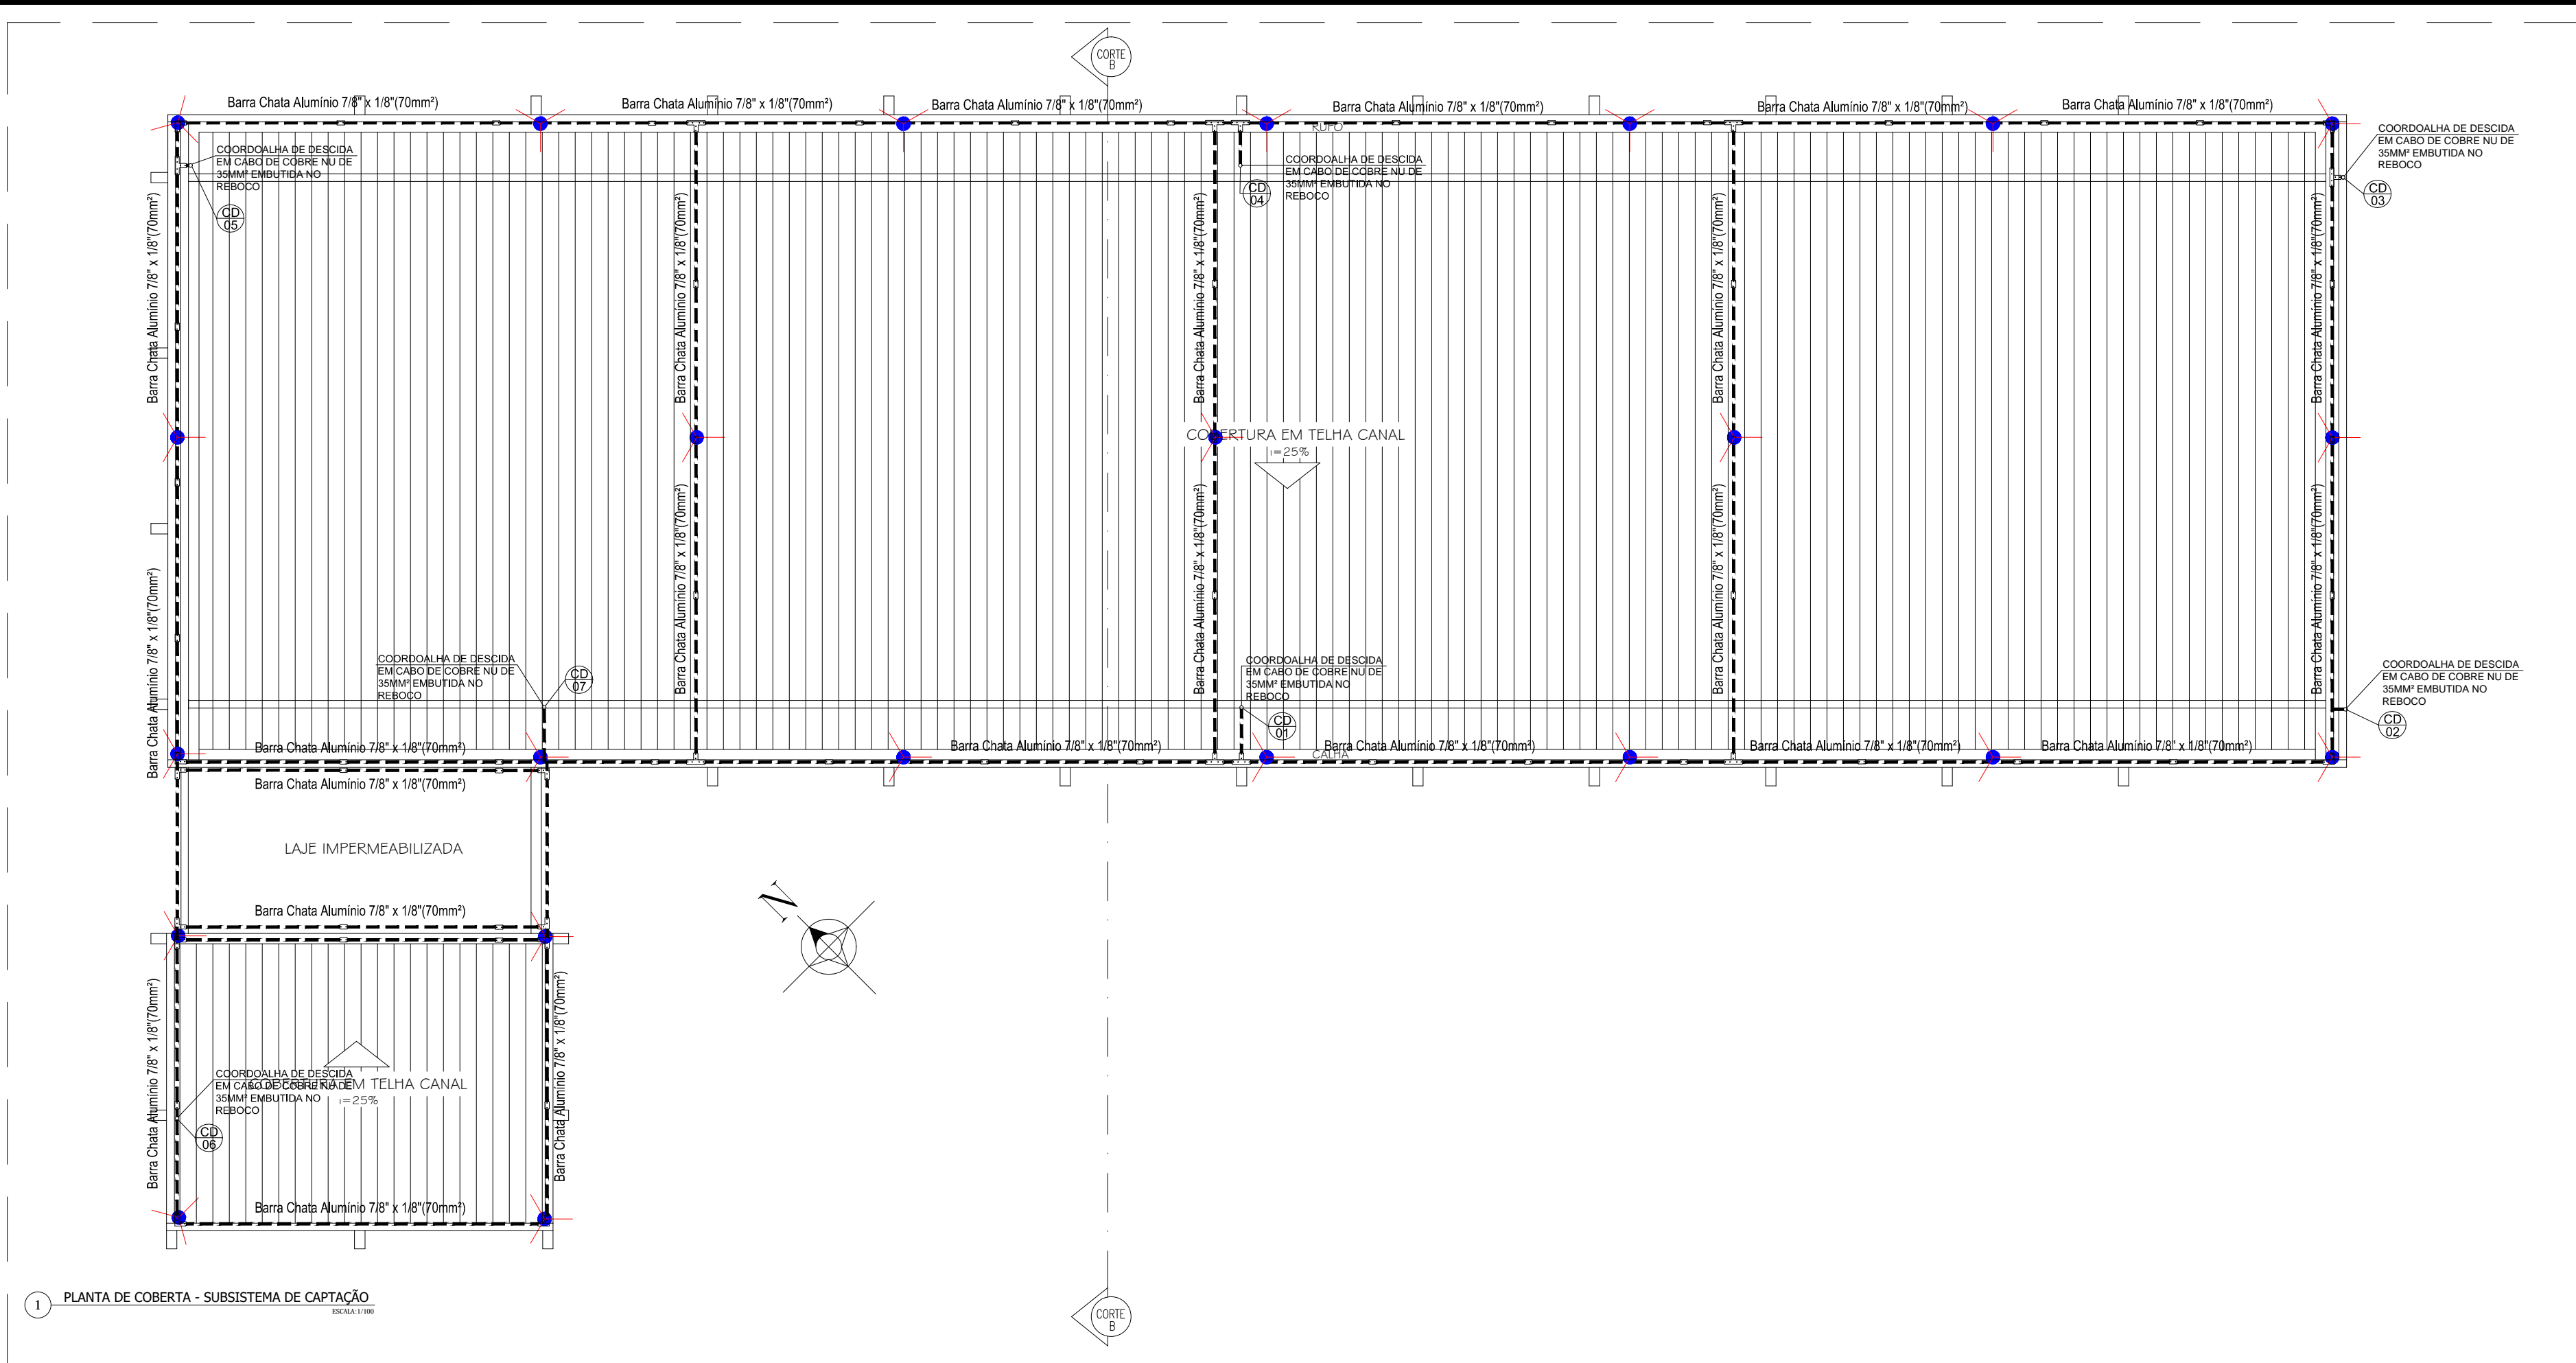 CORTE
B
Barra Chata Alumínio 7/8" x 1/8"(70mm²)
Barra Chata Alumínio 7/8" x 1/8"(70mm²)
Barra Chata Alumínio 7/8" x 1/8"(70mm²)
Barra Chata Alumínio 7/8" x 1/8"(70mm²)
Barra Chata Alumínio 7/8" x 1/8"(70mm²)
Barra Chata Alumínio 7/8" x 1/8"(70mm²)
RUFO
COORDOALHA DE DESCIDA
EM CABO DE COBRE NU DE
35MM² EMBUTIDA NO
REBOCO
CD
05
COORDOALHA DE DESCIDA
EM CABO DE COBRE NU DE
35MM² EMBUTIDA NO
REBOCO
CD
04
COORDOALHA DE DESCIDA
EM CABO DE COBRE NU DE
35MM² EMBUTIDA NO
REBOCO
CD
03
Barra Chata Alumínio 7/8" x 1/8"(70mm²)
Barra Chata Alumínio 7/8" x 1/8"(70mm²)
Barra Chata Alumínio 7/8" x 1/8"(70mm²)
Barra Chata Alumínio 7/8" x 1/8"(70mm²)
Barra Chata Alumínio 7/8" x 1/8"(70mm²)
COBERTURA EM TELHA CANAL
i=25%
Barra Chata Alumínio 7/8" x 1/8"(70mm²)
Barra Chata Alumínio 7/8" x 1/8"(70mm²)
Barra Chata Alumínio 7/8" x 1/8"(70mm²)
Barra Chata Alumínio 7/8" x 1/8"(70mm²)
Barra Chata Alumínio 7/8" x 1/8"(70mm²)
COORDOALHA DE DESCIDA
EM CABO DE COBRE NU DE
35MM² EMBUTIDA NO
REBOCO
CD
07
COORDOALHA DE DESCIDA
EM CABO DE COBRE NU DE
35MM² EMBUTIDA NO
REBOCO
CD
01
COORDOALHA DE DESCIDA
EM CABO DE COBRE NU DE
35MM² EMBUTIDA NO
REBOCO
CD
02
Barra Chata Alumínio 7/8" x 1/8"(70mm²)
Barra Chata Alumínio 7/8" x 1/8"(70mm²)
Barra Chata Alumínio 7/8" x 1/8"(70mm²)
Barra Chata Alumínio 7/8" x 1/8"(70mm²)
Barra Chata Alumínio 7/8" x 1/8"(70mm²)
CALHA
Barra Chata Alumínio 7/8" x 1/8"(70mm²)
LAJE IMPERMEABILIZADA
Barra Chata Alumínio 7/8" x 1/8"(70mm²)
N
Barra Chata Alumínio 7/8" x 1/8"(70mm²)
Barra Chata Alumínio 7/8" x 1/8"(70mm²)
COORDOALHA DE DESCIDA
EM CABO DE COBRE NU DE
35MM² EMBUTIDA NO
REBOCO
COBERTURA EM TELHA CANAL
i=25%
CD
06
Barra Chata Alumínio 7/8" x 1/8"(70mm²)
1
PLANTA DE COBERTA - SUBSISTEMA DE CAPTAÇÃO
ESCALA: 1/100
CORTE
B